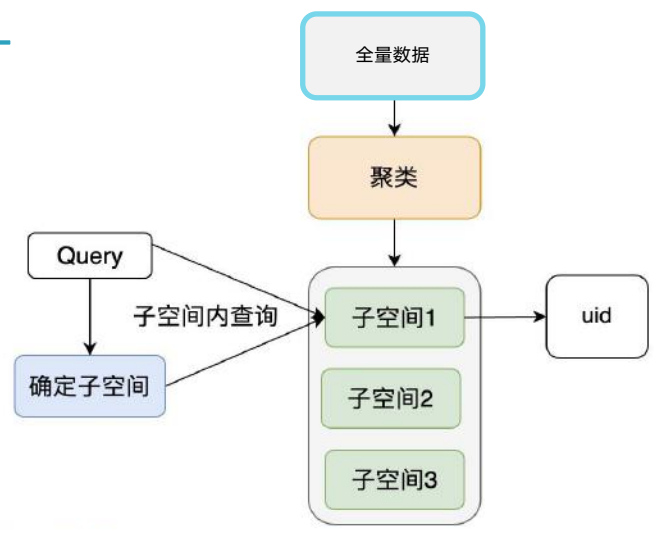 全量数据
聚类
Query
子空间内查询
确定子空间
子空间1
子空间2
子空间3
uid